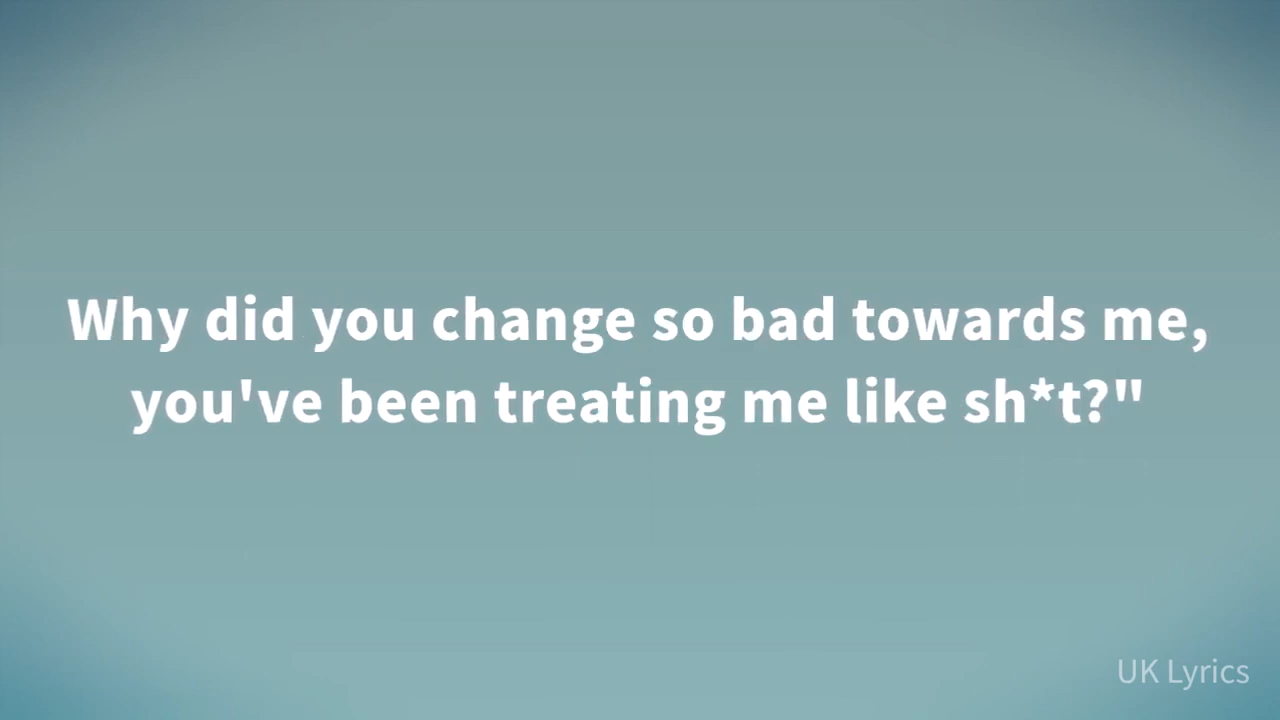 Why did you change so bad towards me,
you've been treating me like sh*t?"
UK Lyrics